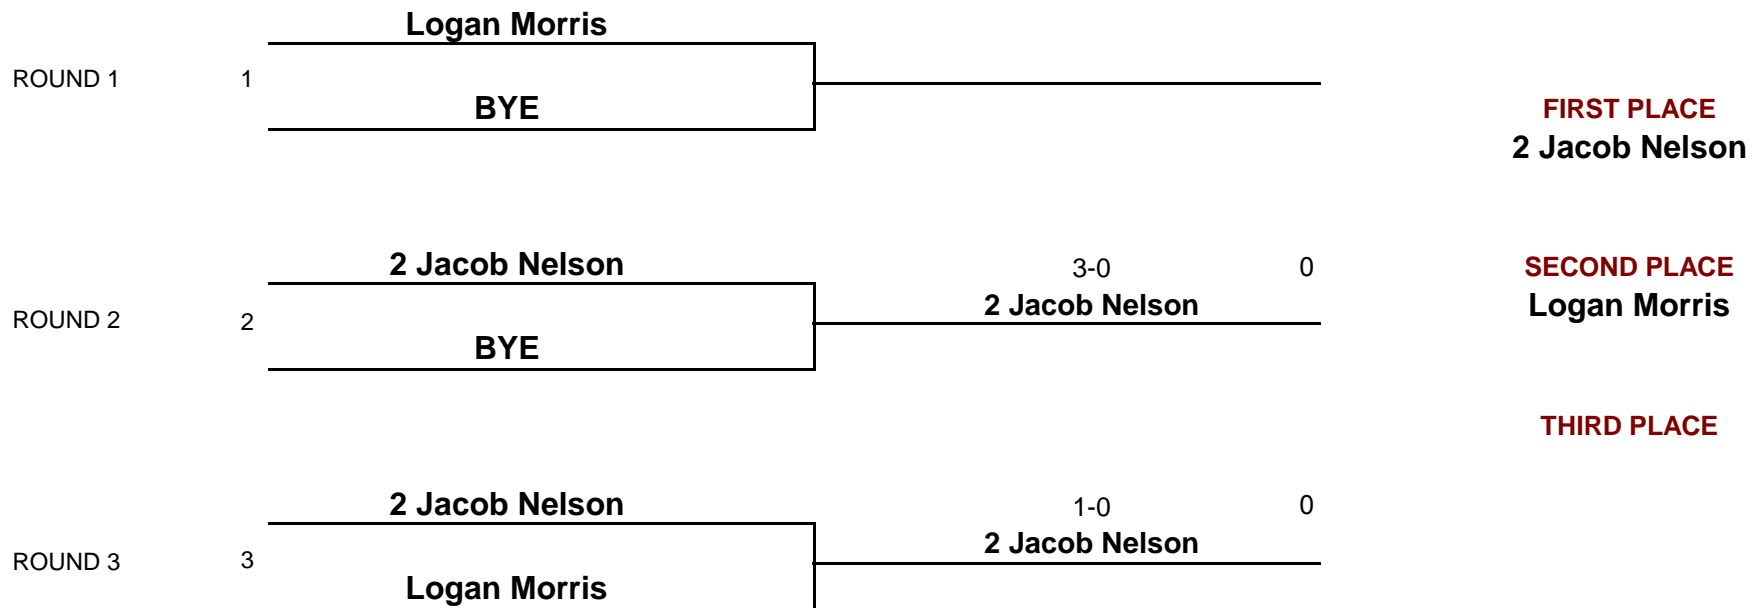 Logan Morris
ROUND 1 1
BYE
FIRST PLACE
2 Jacob Nelson
2 Jacob Nelson 3-0 0
2 Jacob Nelson
ROUND 2 2
BYE
SECOND PLACE
Logan Morris
THIRD PLACE
2 Jacob Nelson 1-0 0
2 Jacob Nelson
ROUND 3 3
Logan Morris